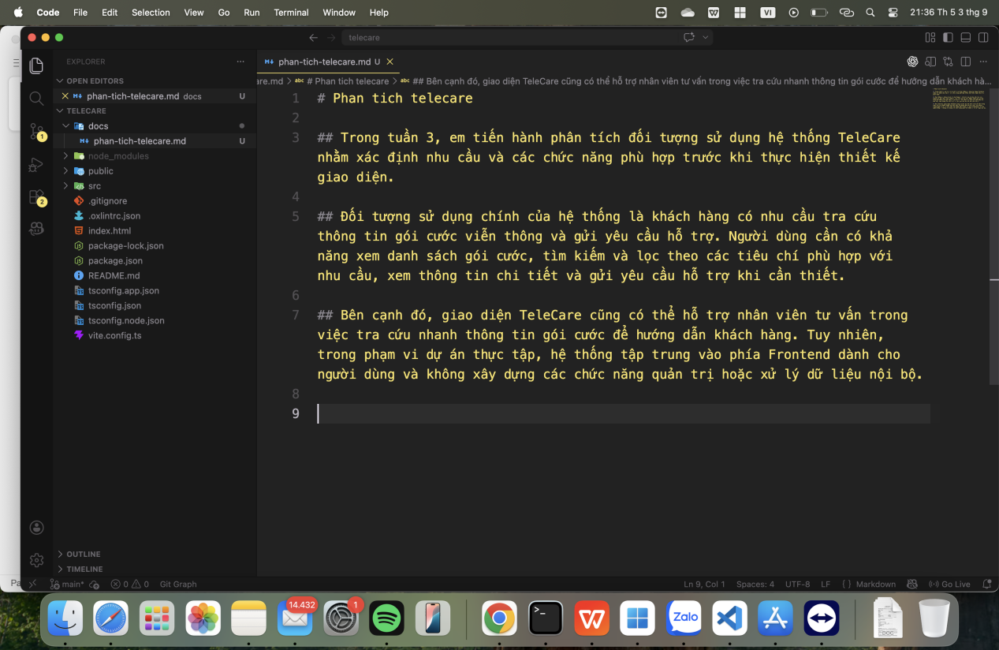 Code File Edit Selection View Go Run Terminal Window Help VI 21:36 Th 5 3 thg 9
telecare
EXPLORER
OPEN EDITORS
phan-tich-telecare.md docs U
TELECARE
docs
phan-tich-telecare.md U
node_modules
public
src
.gitignore
.oxlintrc.json
index.html
package-lock.json
package.json
README.md
tsconfig.app.json
tsconfig.json
tsconfig.node.json
vite.config.ts
OUTLINE
TIMELINE
1
2
phan-tich-telecare.md U
are.md > # Phan tich telecare > ## Bên cạnh đó, giao diện TeleCare cũng có thể hỗ trợ nhân viên tư vấn trong việc tra cứu nhanh thông tin gói cước để hướng dẫn khách hà...
1 # Phan tich telecare
2
3 ## Trong tuần 3, em tiến hành phân tích đối tượng sử dụng hệ thống TeleCare
nhằm xác định nhu cầu và các chức năng phù hợp trước khi thực hiện thiết kế
giao diện.
4
5 ## Đối tượng sử dụng chính của hệ thống là khách hàng có nhu cầu tra cứu
thông tin gói cước viễn thông và gửi yêu cầu hỗ trợ. Người dùng cần có khả
năng xem danh sách gói cước, tìm kiếm và lọc theo các tiêu chí phù hợp với
nhu cầu, xem thông tin chi tiết và gửi yêu cầu hỗ trợ khi cần thiết.
6
7 ## Bên cạnh đó, giao diện TeleCare cũng có thể hỗ trợ nhân viên tư vấn trong
việc tra cứu nhanh thông tin gói cước để hướng dẫn khách hàng. Tuy nhiên,
trong phạm vi dự án thực tập, hệ thống tập trung vào phía Frontend dành cho
người dùng và không xây dựng các chức năng quản trị hoặc xử lý dữ liệu nội bộ.
8
9
Pa
main* 0 0 Git Graph Ln 9, Col 1 Spaces: 4 UTF-8 LF Markdown Go Live
14.432 1
Zalo